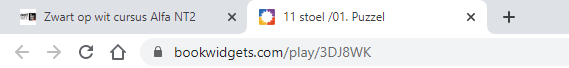 Zwart op wit cursus Alfa NT2 11 stoel /01. Puzzel
bookwidgets.com/play/3DJ8WK